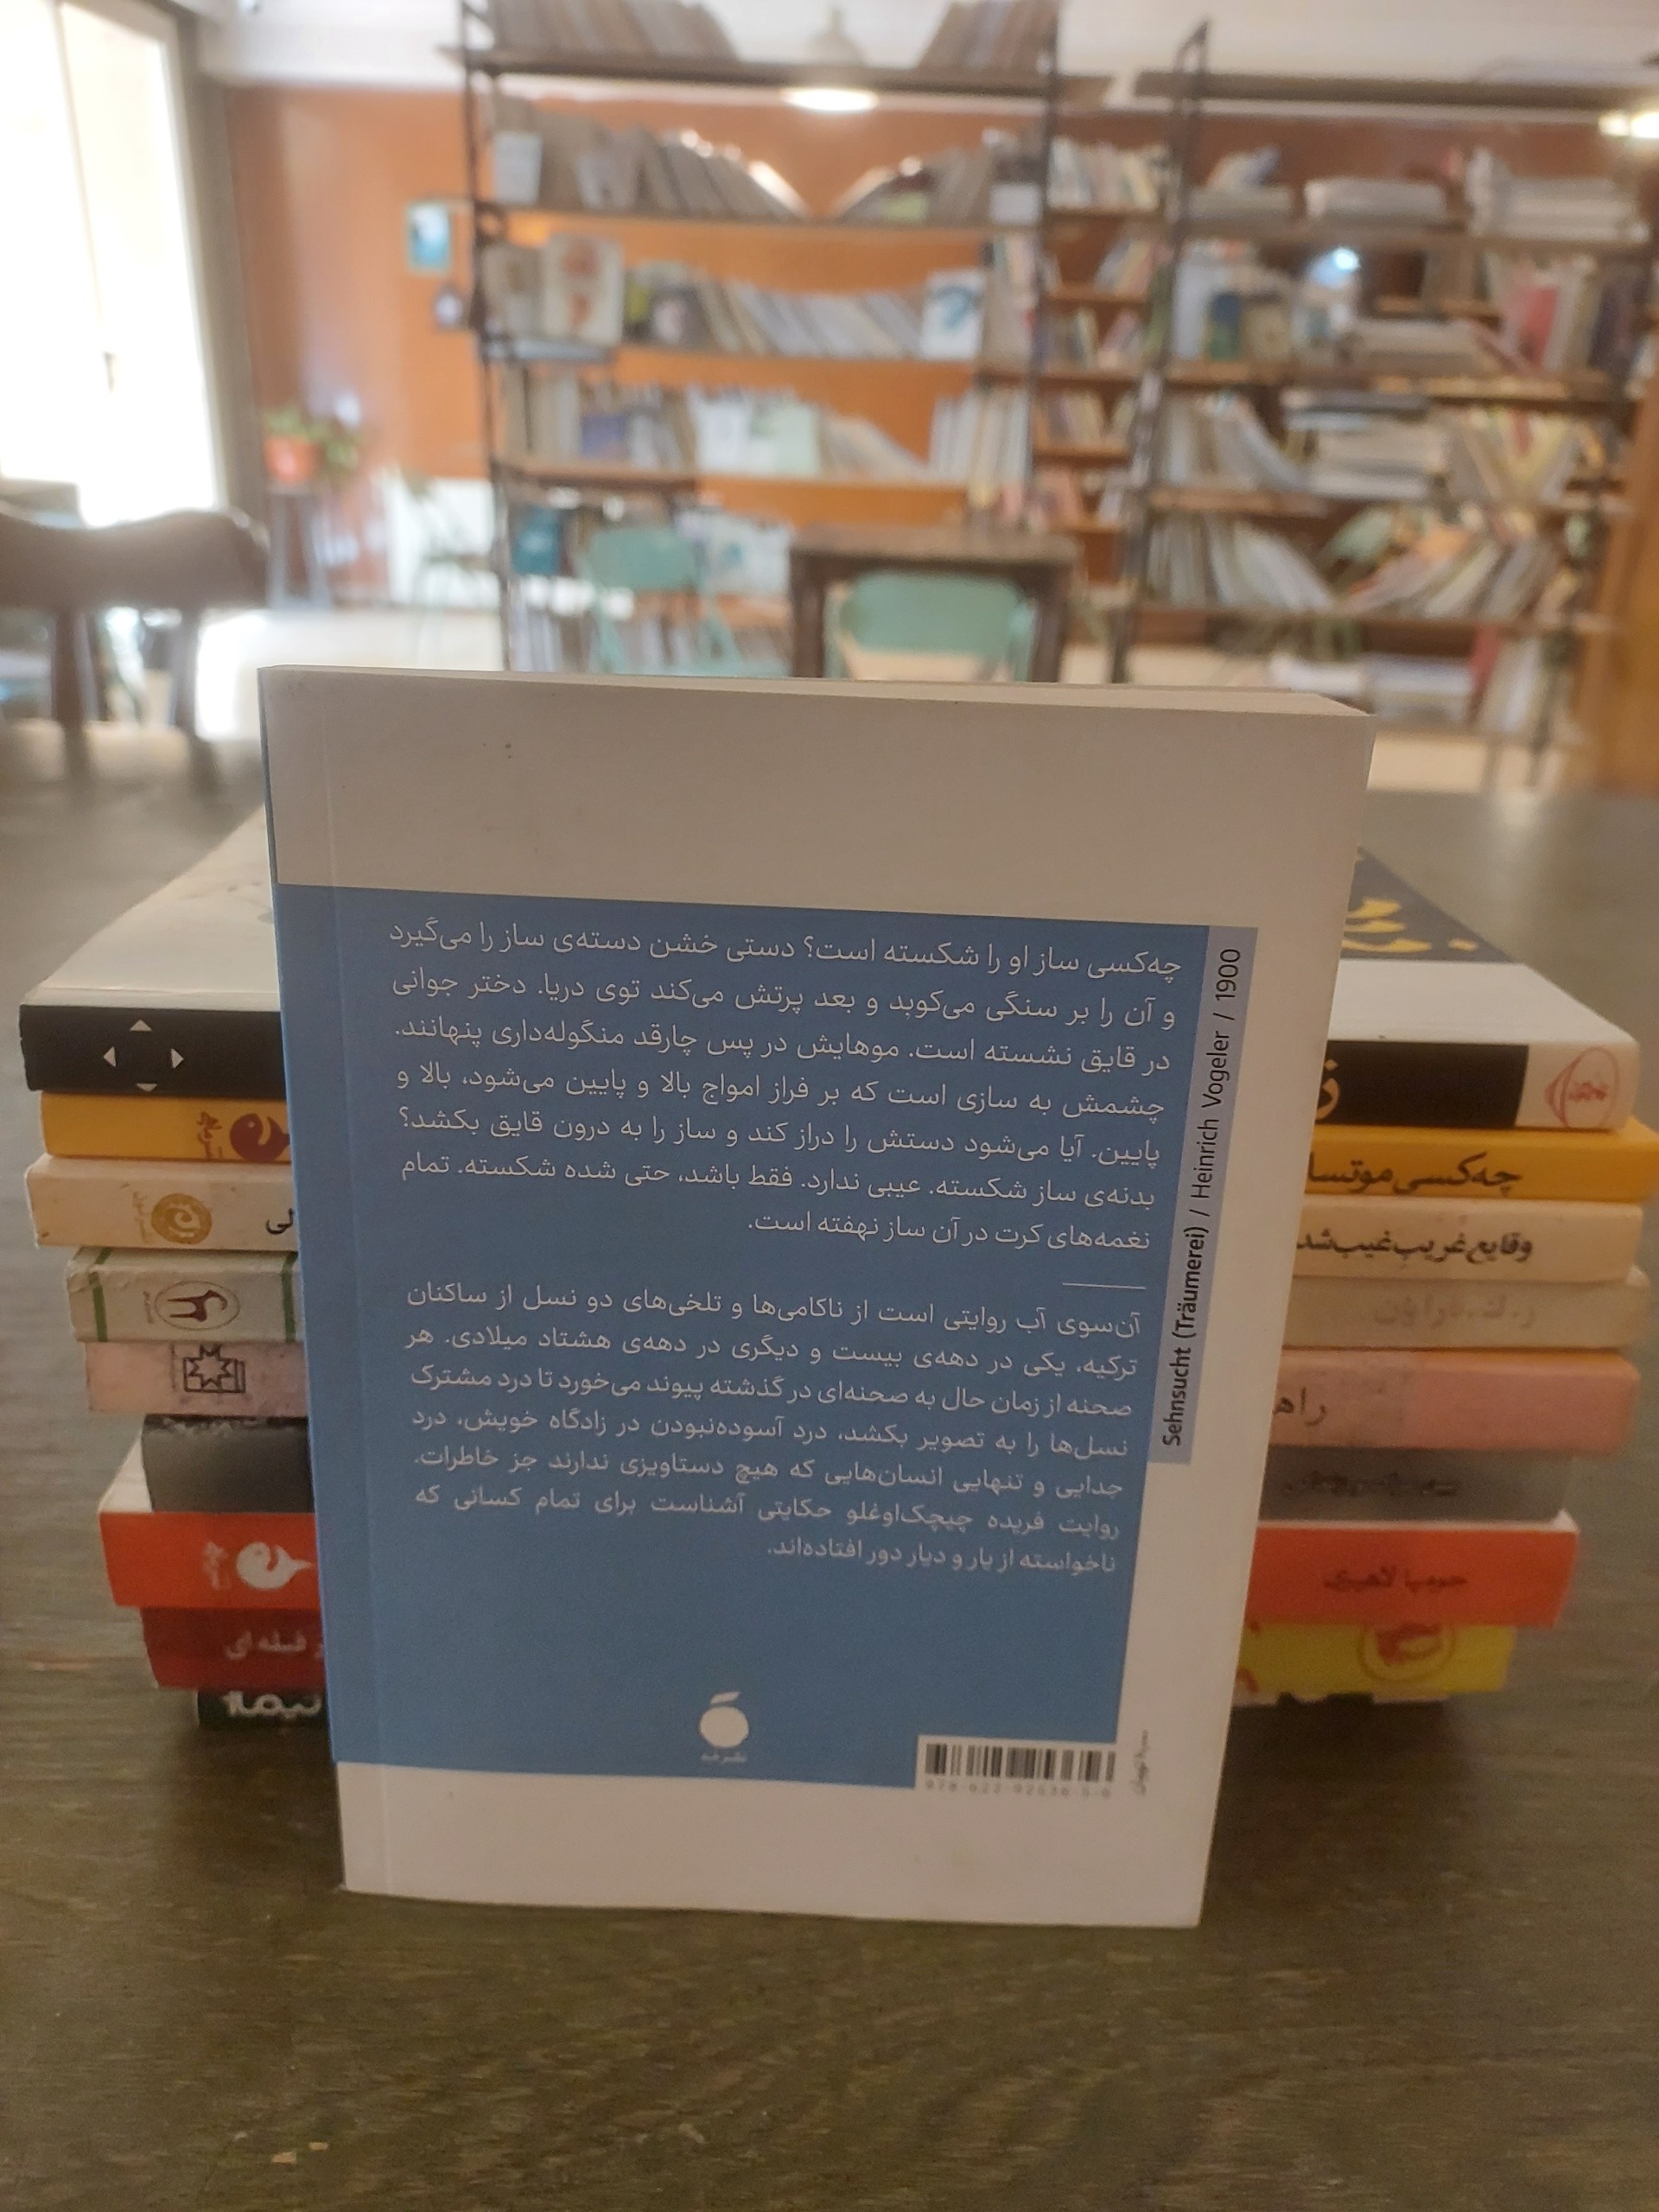 چه‌کسی ساز او را شکسته است؟ دستی خشن دسته‌ی ساز را می‌گیرد
و آن را بر سنگی می‌کوبد و بعد پرتش می‌کند توی دریا. دختر جوانی
در قایق نشسته است. موهایش در پس چارقد منگوله‌داری پنهانند.
چشمش به سازی است که بر فراز امواج بالا و پایین می‌شود، بالا و
پایین. آیا می‌شود دستش را دراز کند و ساز را به درون قایق بکشد؟
بدنه‌ی ساز شکسته. عیبی ندارد. فقط باشد، حتی شده شکسته. تمام
نغمه‌های کرت در آن ساز نهفته است.
آن‌سوی آب روایتی است از ناکامی‌ها و تلخی‌های دو نسل از ساکنان
ترکیه، یکی در دهه‌ی بیست و دیگری در دهه‌ی هشتاد میلادی. هر
صحنه از زمان حال به صحنه‌ای در گذشته پیوند می‌خورد تا درد مشترک
نسل‌ها را به تصویر بکشد، درد آسوده‌نبودن در زادگاه خویش، درد
جدایی و تنهایی انسان‌هایی که هیچ دستاویزی ندارند جز خاطرات.
روایت فریده چیچک‌اوغلو حکایتی آشناست برای تمام کسانی که
ناخواسته از یار و دیار دور افتاده‌اند.
Sehnsucht (Träumerei) / Heinrich Vogeler / 1900
چه‌کسی موتسا
وقایع غریب غیب‌شد
راه
جومپا لاهیری
لی
ر فسله ای
نیما